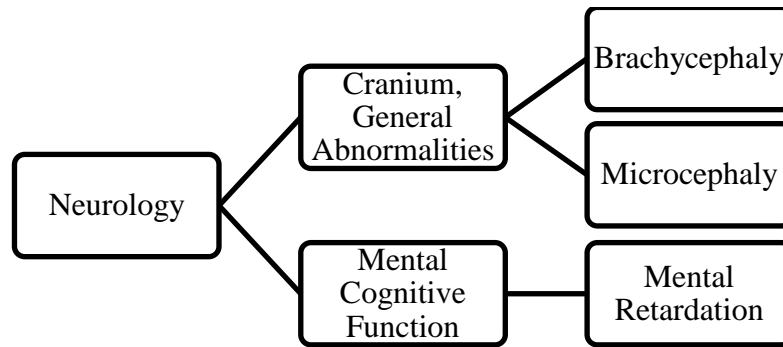 Neurology
Cranium,
General
Abnormalities
Brachycephaly
Microcephaly
Mental
Cognitive
Function
Mental
Retardation